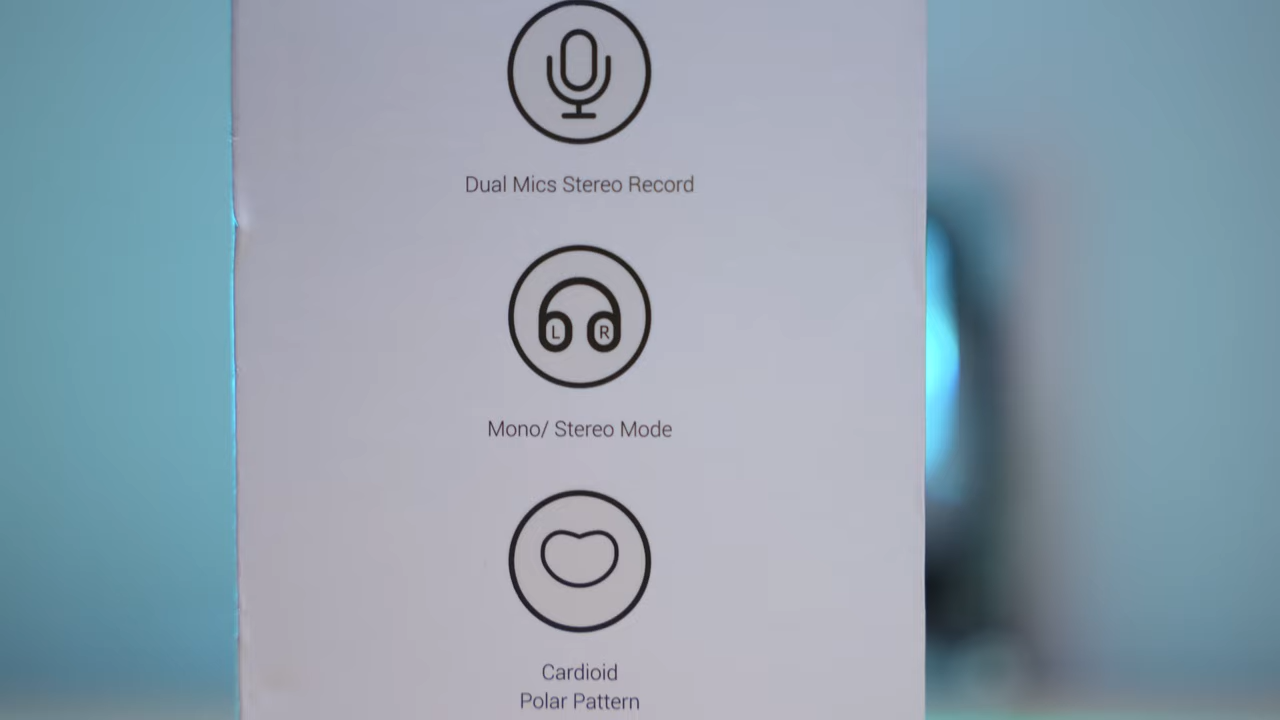 Dual Mics Stereo Record
L R
Mono/ Stereo Mode
Cardioid
Polar Pattern